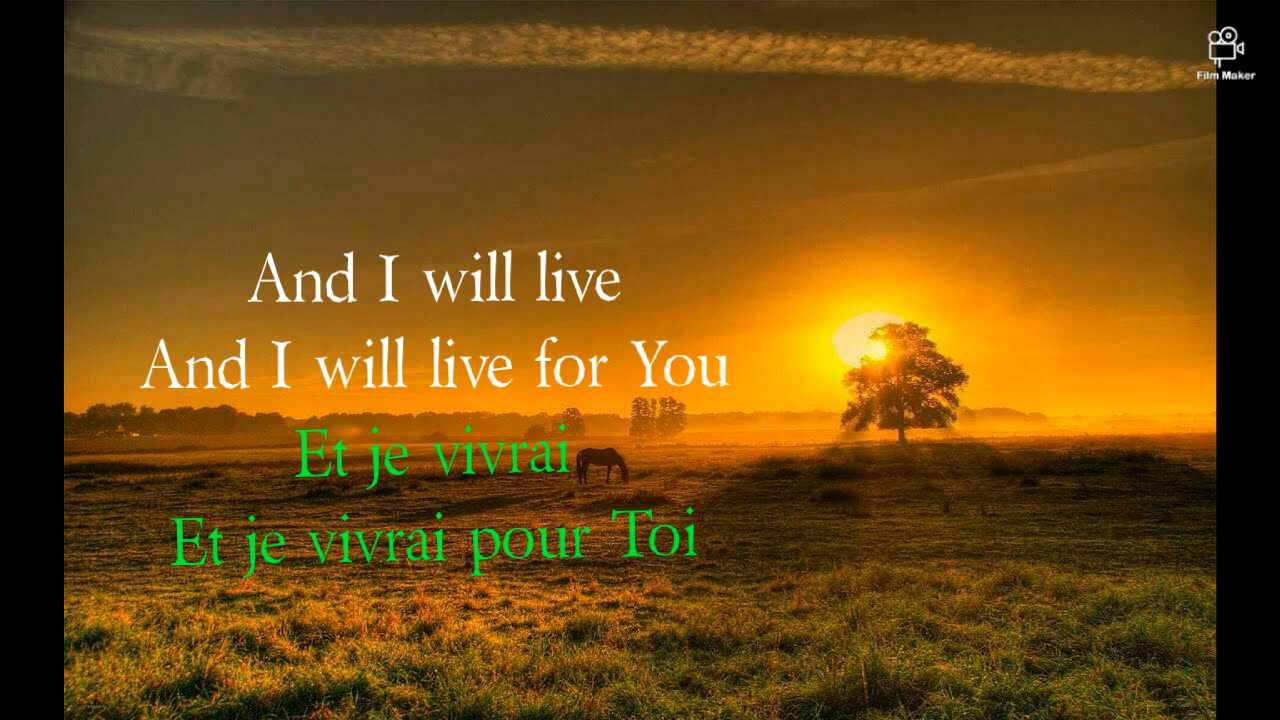 Film Maker
And I will live
And I will live for You
Et je vivrai
Et je vivrai pour Toi